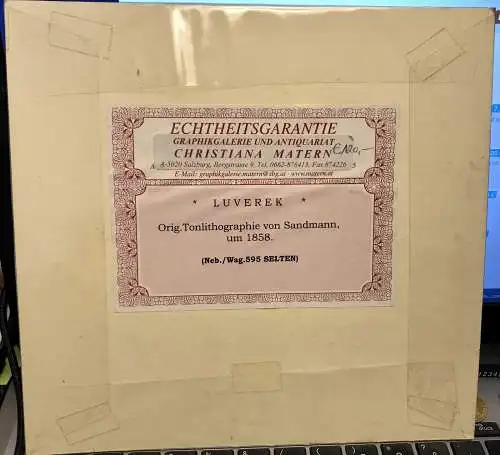 ECHTHEITSGARANTIE
GRAPHIKGALERIE UND ANTIQUARIAT
CHRISTIANA MATERN
A-5020 Salzburg, Bergstrasse 9, Tel. 0662-876413, Fax 874226
E-Mail: graphikgalerie.matern@sbg.at - www.matern.at
* LUVEREK *
Orig.Tonlithographie von Sandmann,
um 1858.
(Neb./Wag.595 SELTEN)